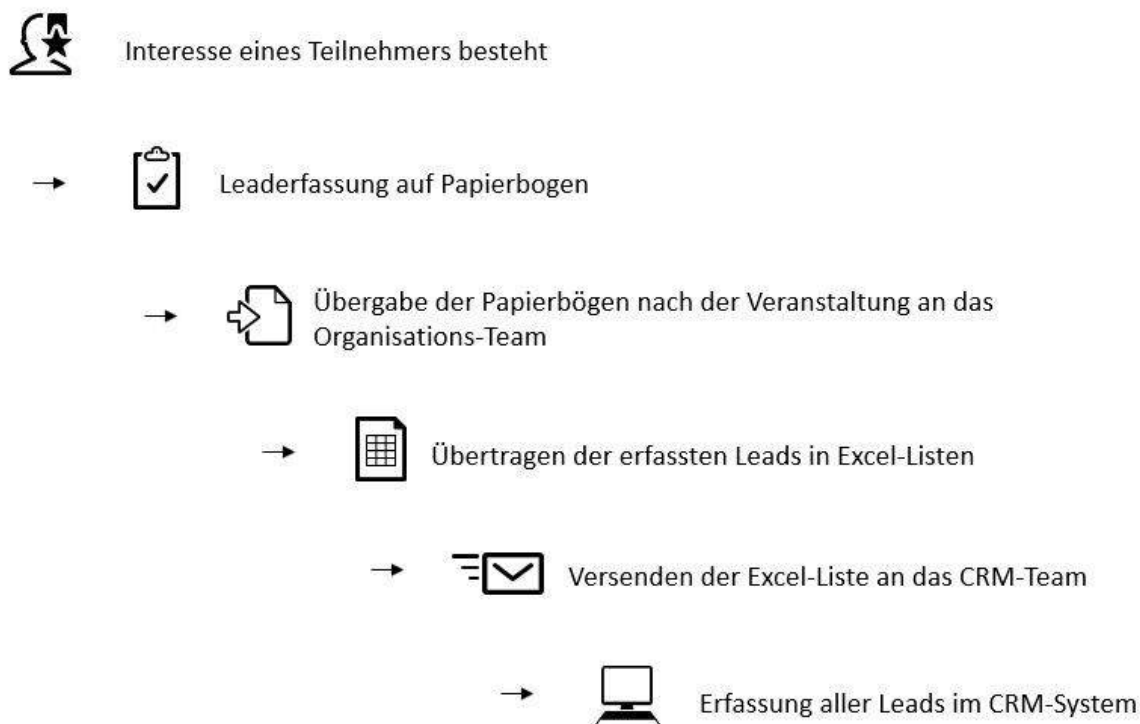 Interesse eines Teilnehmers besteht
Leaderfassung auf Papierbogen
Übergabe der Papierbögen nach der Veranstaltung an das
Organisations-Team
Übertragen der erfassten Leads in Excel-Listen
Versenden der Excel-Liste an das CRM-Team
Erfassung aller Leads im CRM-System